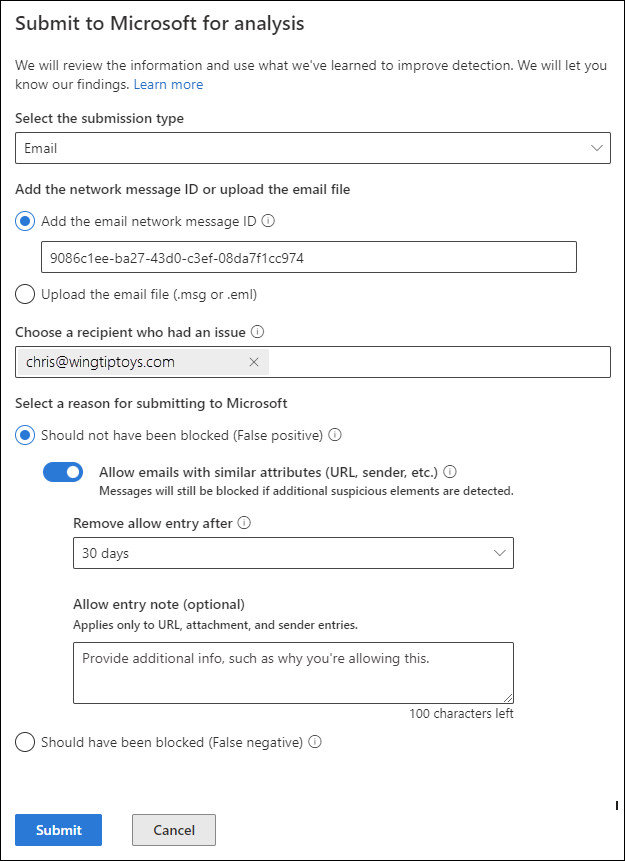 Submit to Microsoft for analysis
We will review the information and use what we've learned to improve detection. We will let you
know our findings. Learn more
Select the submission type
Email
Add the network message ID or upload the email file
Add the email network message ID
9086c1ee-ba27-43d0-c3ef-08da7f1cc974
Upload the email file (.msg or .eml)
Choose a recipient who had an issue
chris@wingtiptoys.com
Select a reason for submitting to Microsoft
Should not have been blocked (False positive)
Allow emails with similar attributes (URL, sender, etc.)
Messages will still be blocked if additional suspicious elements are detected.
Remove allow entry after
30 days
Allow entry note (optional)
Applies only to URL, attachment, and sender entries.
Provide additional info, such as why you're allowing this.
100 characters left
Should have been blocked (False negative)
Submit Cancel